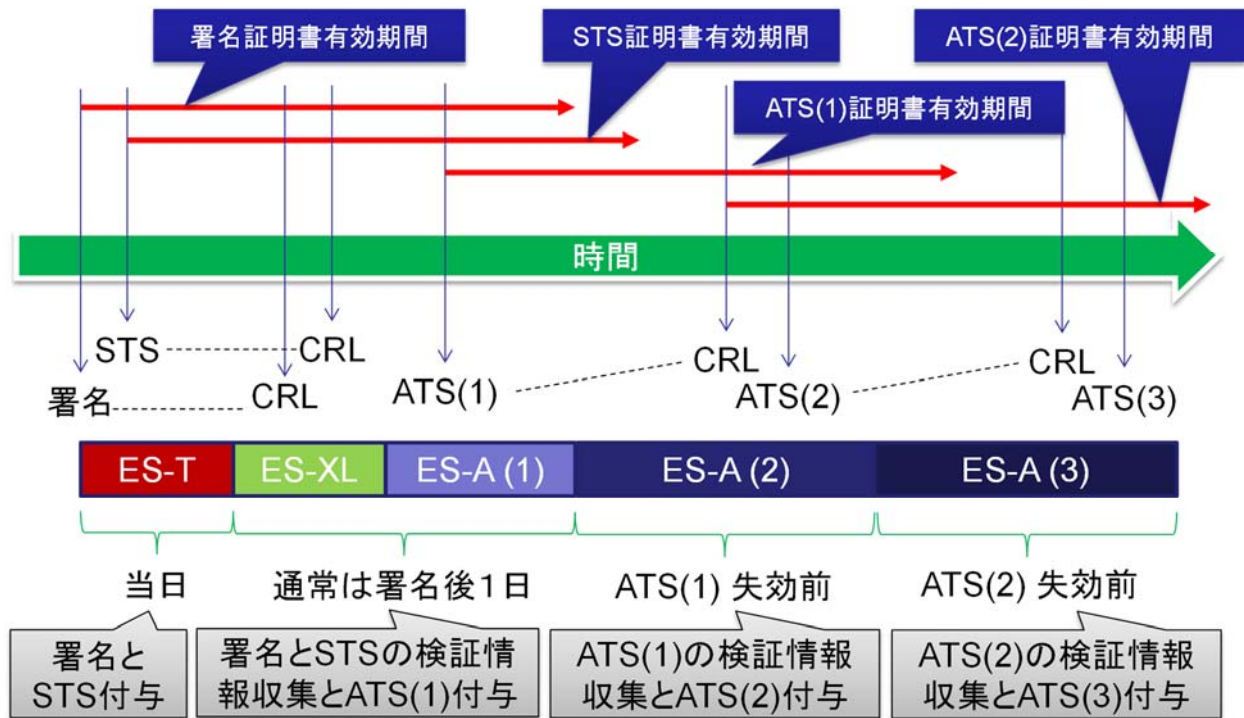 署名証明書有効期間
STS証明書有効期間
ATS(2)証明書有効期間
ATS(1)証明書有効期間
時間
STS
CRL
署名
CRL
ATS(1)
CRL
ATS(2)
CRL
ATS(3)
ES-T
ES-XL
ES-A (1)
ES-A (2)
ES-A (3)
当日
通常は署名後1日
ATS(1) 失効前
ATS(2) 失効前
署名と
STS付与
署名とSTSの検証情
報収集とATS(1)付与
ATS(1)の検証情報
収集とATS(2)付与
ATS(2)の検証情報
収集とATS(3)付与